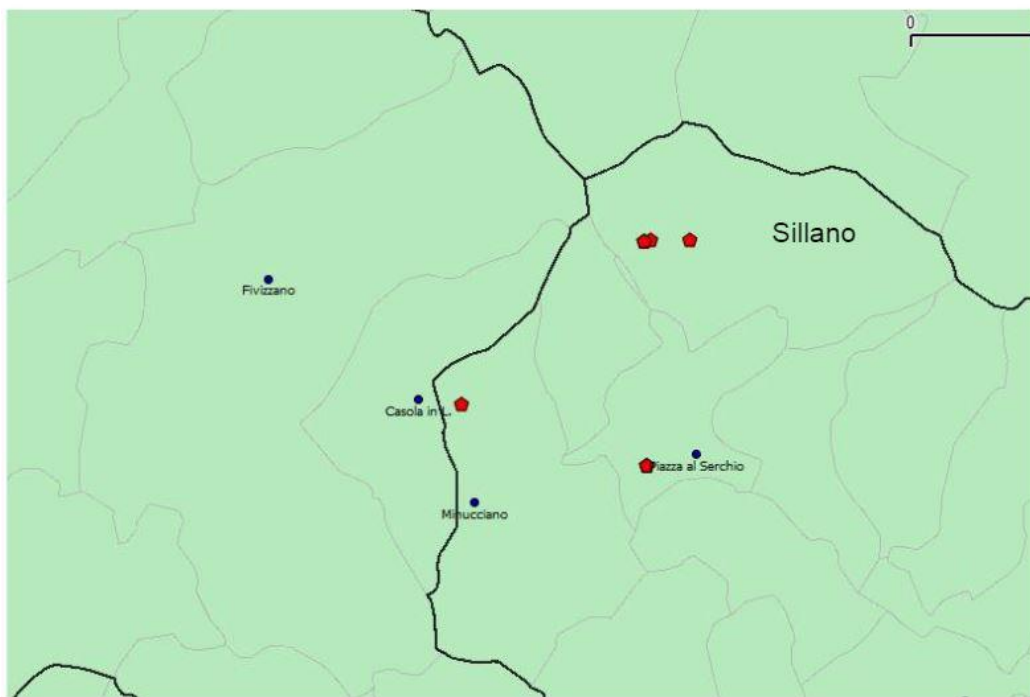 0
Sillano
Fivizzano
Casola in L.
Piazza al Serchio
Minucciano